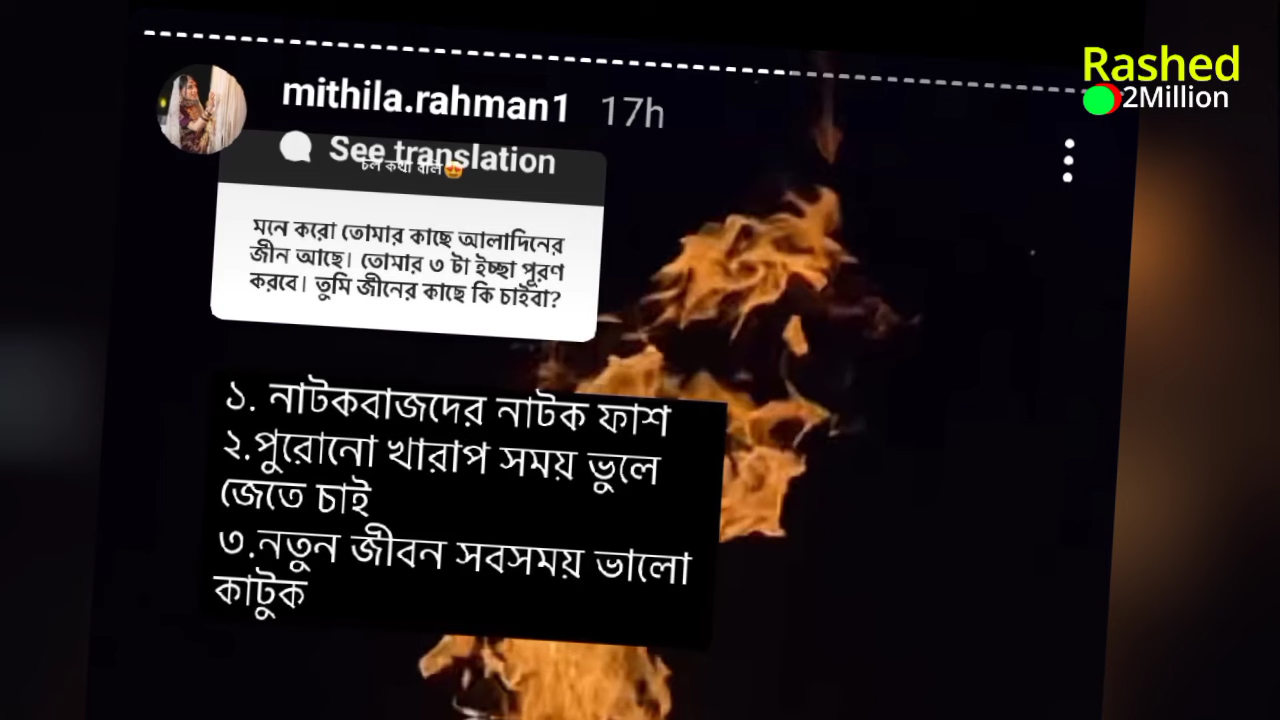 Rashed
2Million
mithila.rahman1 17h
See translation
চল কথা বলি😍
মনে করো তোমার কাছে আলাদিনের
জীন আছে। তোমার ৩ টা ইচ্ছা পূরণ
করবে। তুমি জীনের কাছে কি চাইবা?
১. নাটকবাজদের নাটক ফাশ
২.পুরোনো খারাপ সময় ভুলে
জেতে চাই
৩.নতুন জীবন সবসময় ভালো
কাটুক